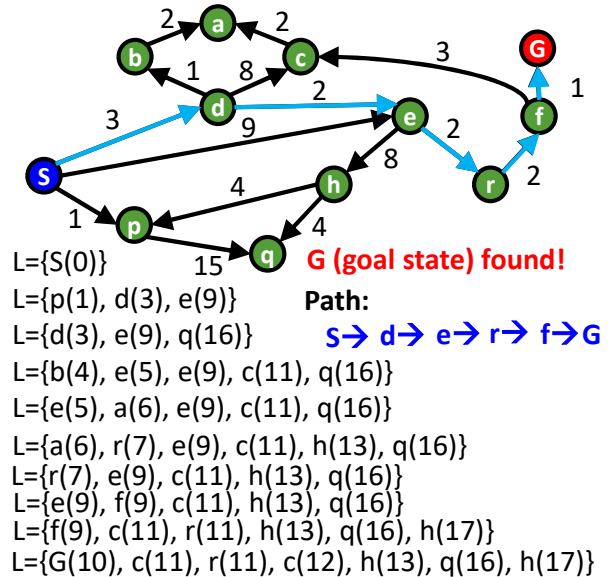 2 a 2
b c G
1 8 3 1
3 d 2
9 e f
S 2 2
8
4 h r
1 p 4
15 q
L={S(0)} G (goal state) found!
L={p(1), d(3), e(9)} Path:
L={d(3), e(9), q(16)} S→ d→ e→ r→ f→G
L={b(4), e(5), e(9), c(11), q(16)}
L={e(5), a(6), e(9), c(11), q(16)}
L={a(6), r(7), e(9), c(11), h(13), q(16)}
L={r(7), e(9), c(11), h(13), q(16)}
L={e(9), f(9), c(11), h(13), q(16)}
L={f(9), c(11), r(11), h(13), q(16), h(17)}
L={G(10), c(11), r(11), c(12), h(13), q(16), h(17)}